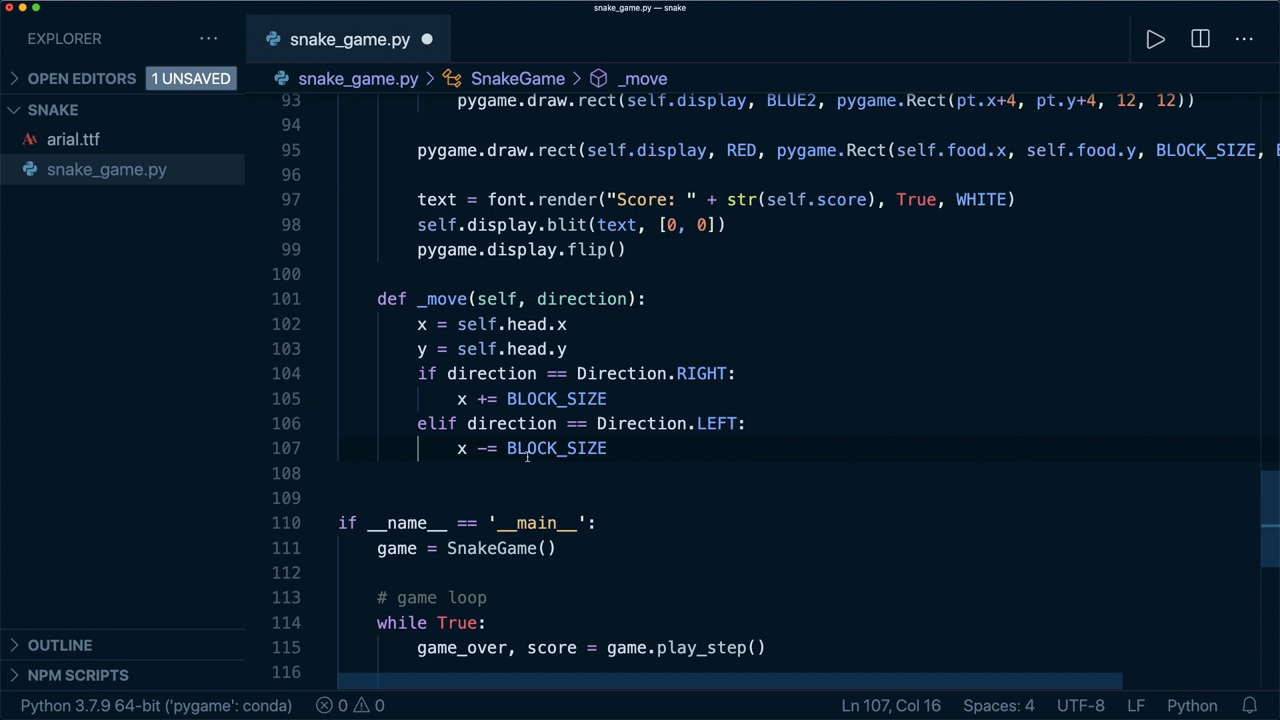 snake_game.py — snake
EXPLORER
snake_game.py
OPEN EDITORS 1 UNSAVED
snake_game.py > SnakeGame > _move
SNAKE
arial.ttf
snake_game.py
93 pygame.draw.rect(self.display, BLUE2, pygame.Rect(pt.x+4, pt.y+4, 12, 12))
94
95 pygame.draw.rect(self.display, RED, pygame.Rect(self.food.x, self.food.y, BLOCK_SIZE,
96
97 text = font.render("Score: " + str(self.score), True, WHITE)
98 self.display.blit(text, [0, 0])
99 pygame.display.flip()
100
101 def _move(self, direction):
102 x = self.head.x
103 y = self.head.y
104 if direction == Direction.RIGHT:
105 x += BLOCK_SIZE
106 elif direction == Direction.LEFT:
107 x -= BLOCK_SIZE
108
109
110 if __name__ == '__main__':
111 game = SnakeGame()
112
113 # game loop
114 while True:
115 game_over, score = game.play_step()
116
OUTLINE
NPM SCRIPTS
Python 3.7.9 64-bit ('pygame': conda) 0 0 Ln 107, Col 16 Spaces: 4 UTF-8 LF Python